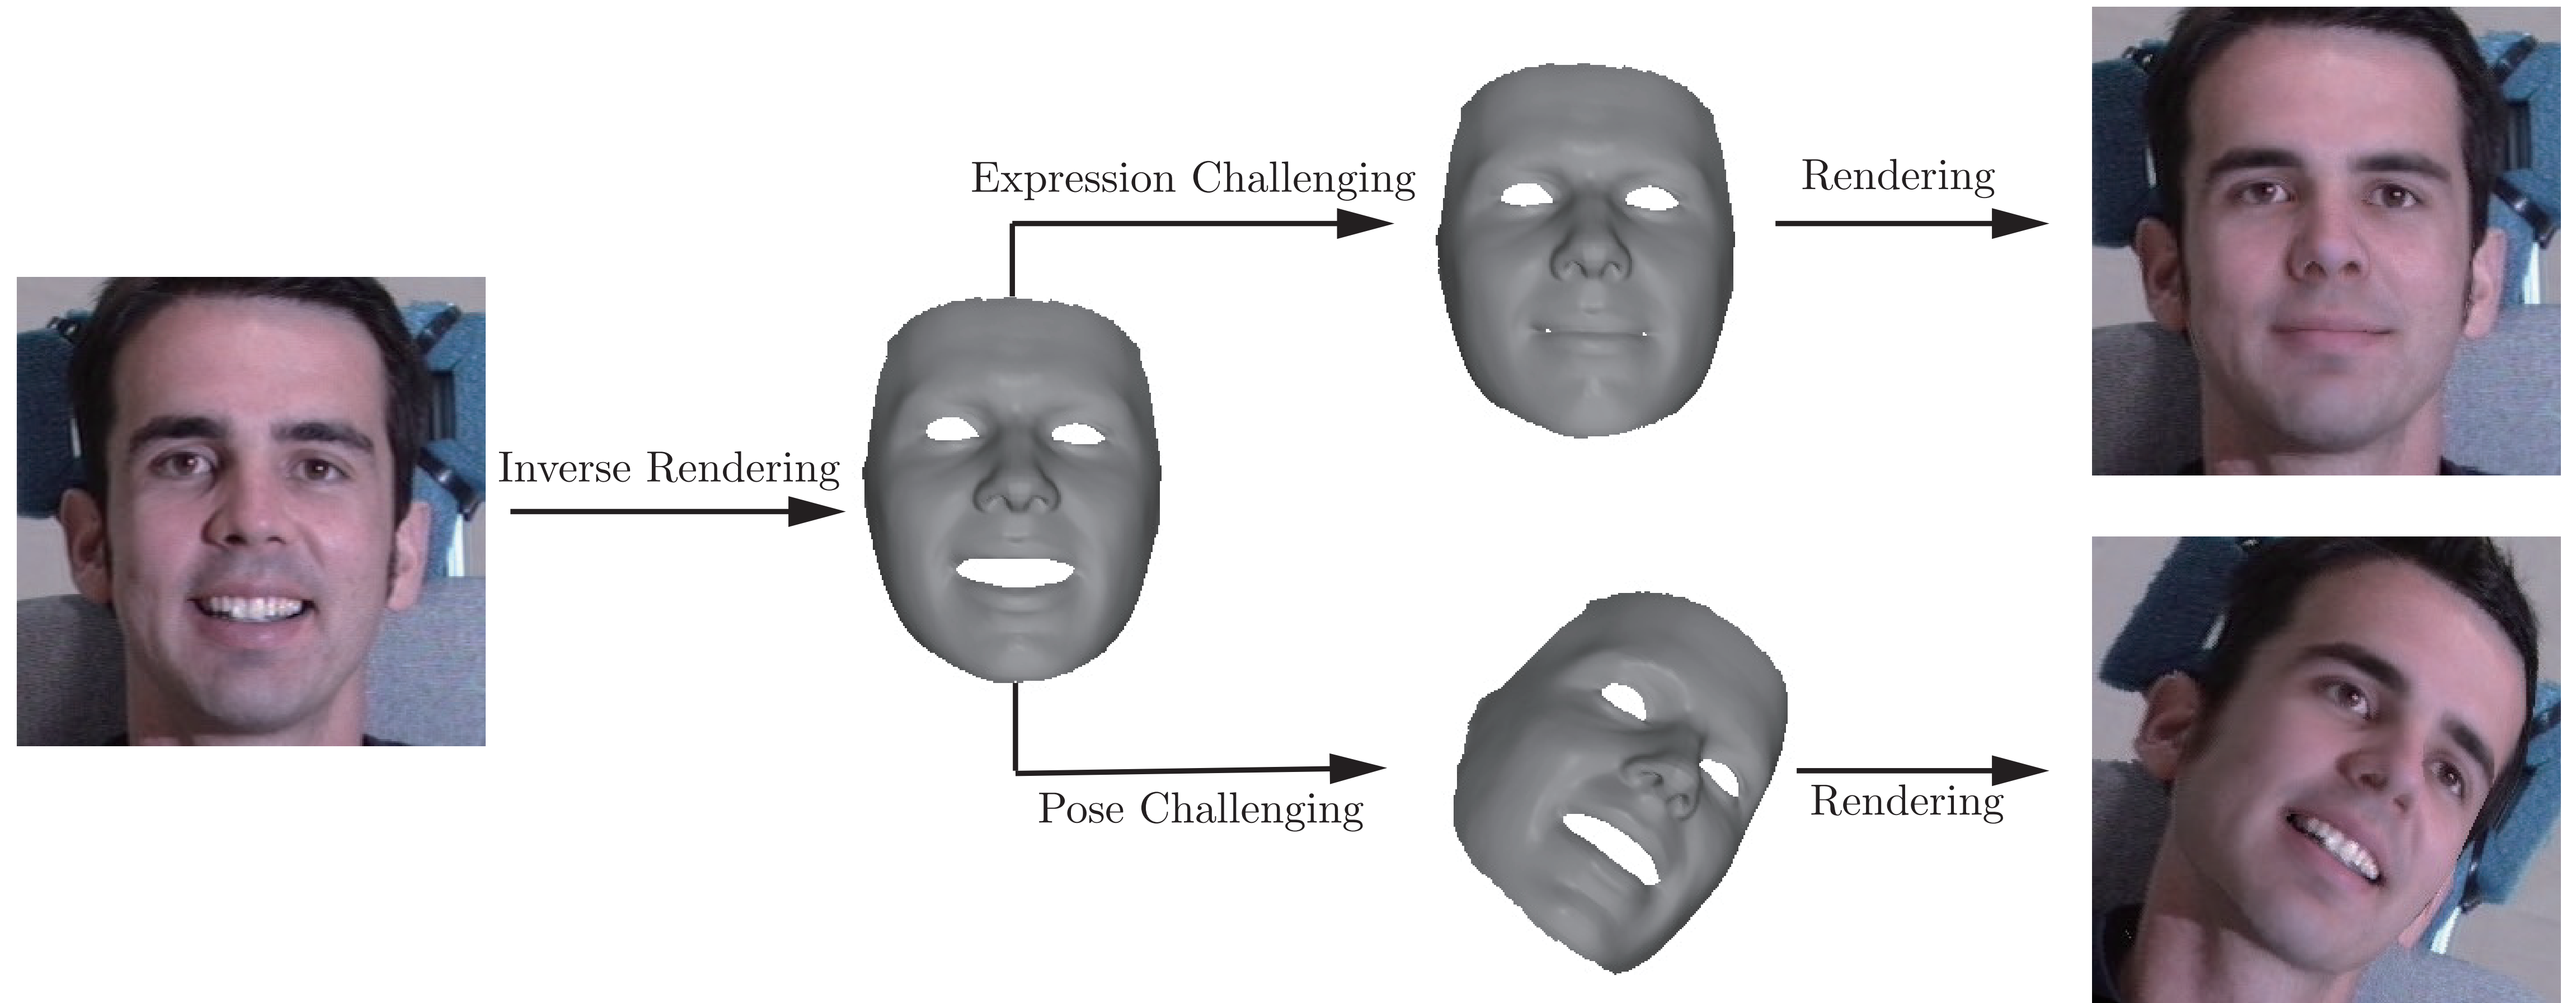 Expression Challenging
Rendering
Inverse Rendering
Pose Challenging
Rendering